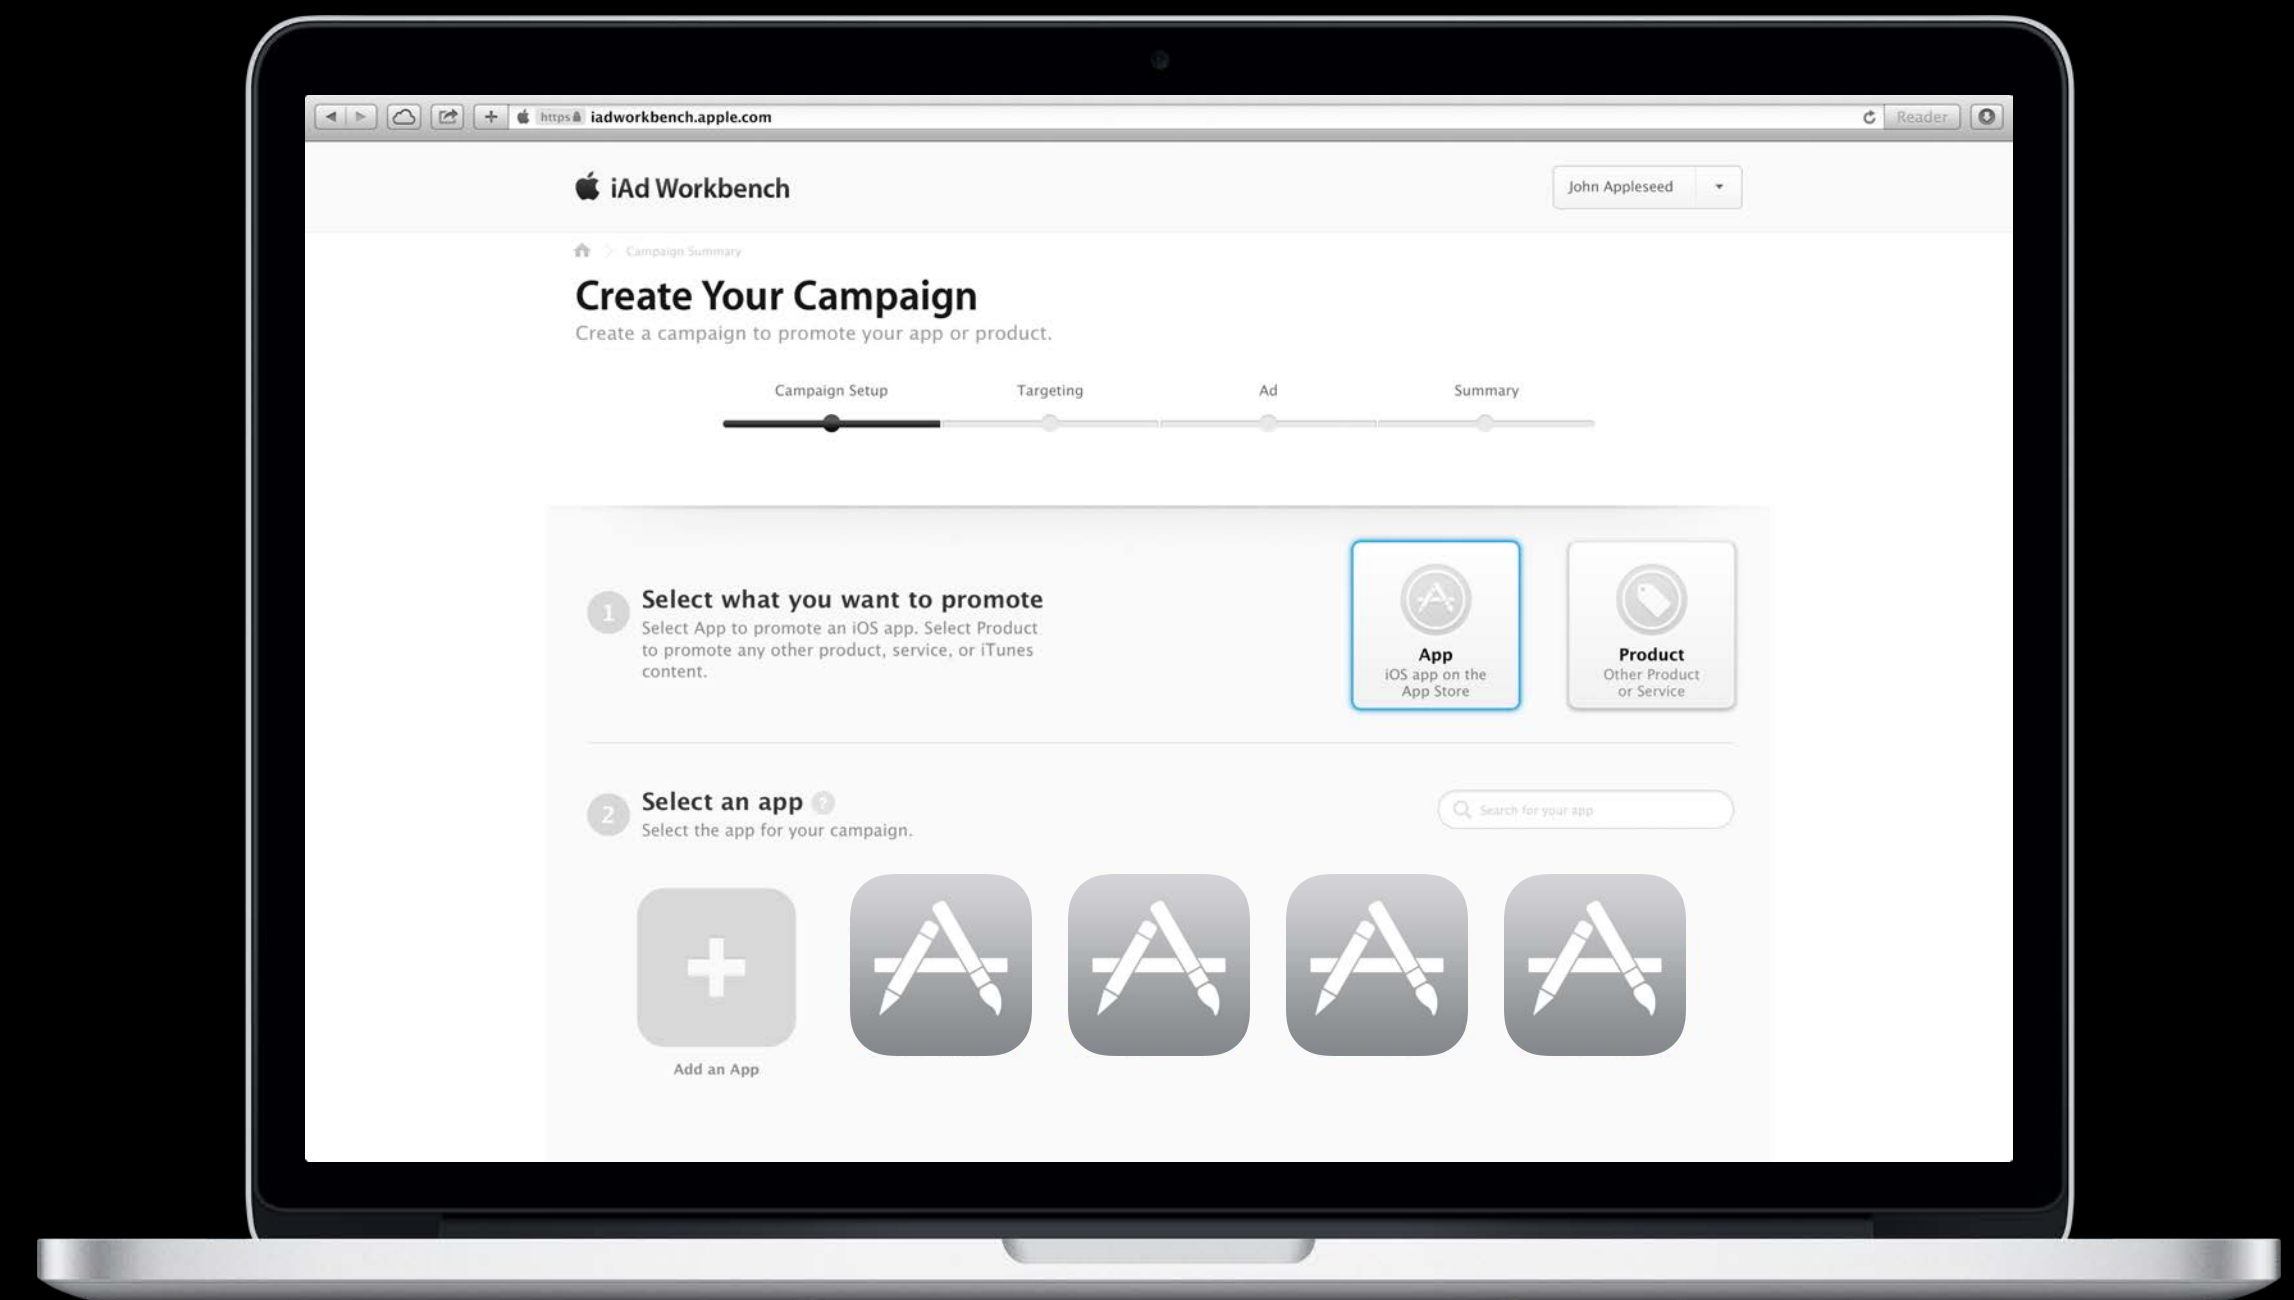 https iadworkbench.apple.com
Reader
iAd Workbench
John Appleseed
Campaign Summary
Create Your Campaign
Create a campaign to promote your app or product.
Campaign Setup
Targeting
Ad
Summary
1
Select what you want to promote
Select App to promote an iOS app. Select Product
to promote any other product, service, or iTunes
content.
App
iOS app on the
App Store
Product
Other Product
or Service
2
Select an app ?
Select the app for your campaign.
Search for your app
Add an App